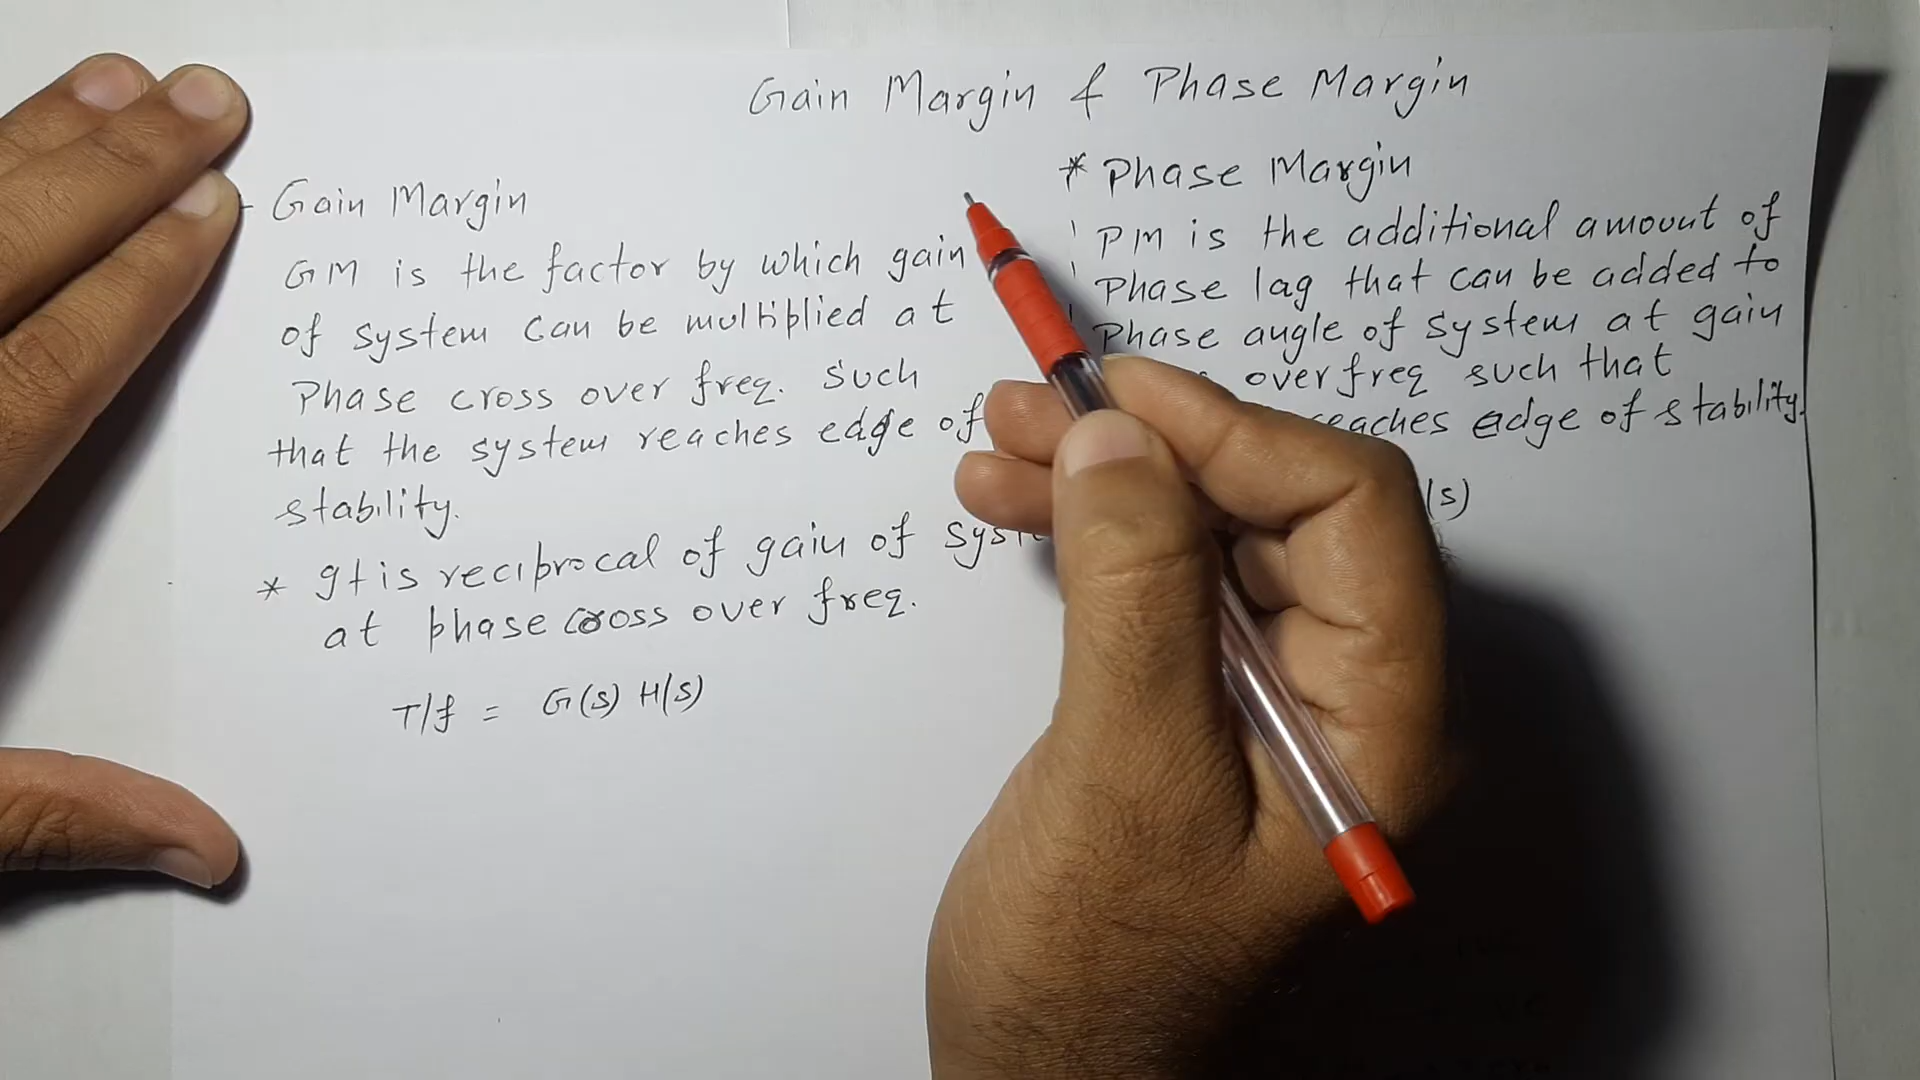 Gain Margin & Phase Margin
Gain Margin
GM is the factor by which gain
of system can be multiplied at
Phase cross over freq. such
that the system reaches edge of
stability.
* It is reciprocal of gain of
at phase cross over freq.
T/f = G(s) H(s)
* Phase Margin
PM is the additional amount of
Phase lag that can be added to
Phase angle of system at gain
over freq such that
edge of stability.
(s)